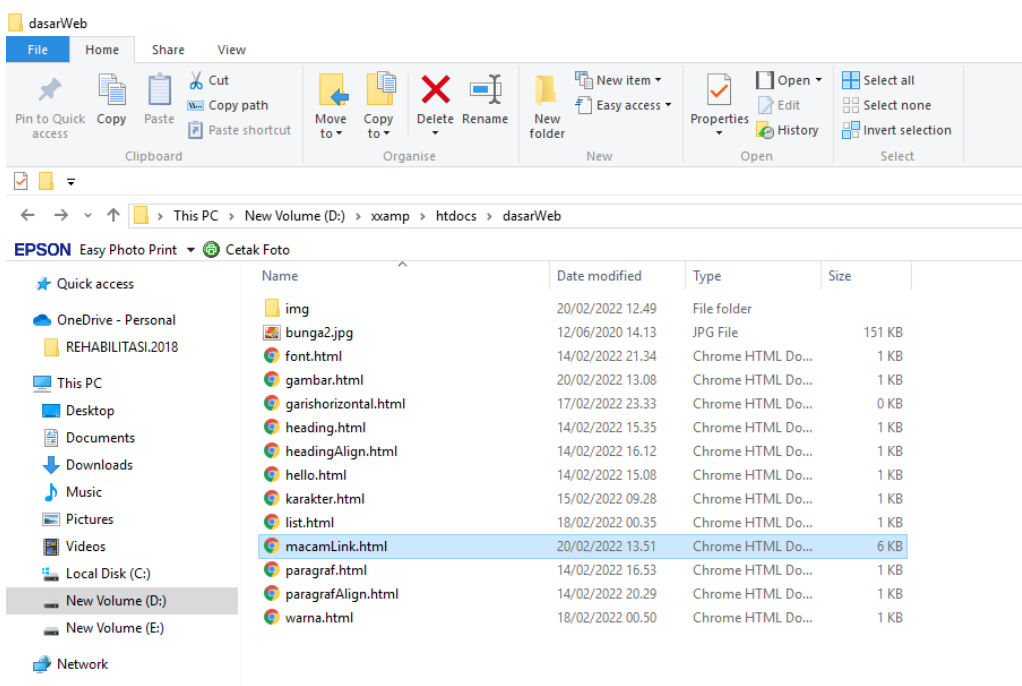 dasarWeb
File Home Share View
Pin to Quick access
Copy
Paste
Cut
Copy path
Paste shortcut
Clipboard
Move to
Copy to
Delete
Rename
Organise
New folder
New item
Easy access
New
Properties
Open
Edit
History
Open
Select all
Select none
Invert selection
Select
This PC > New Volume (D:) > xxamp > htdocs > dasarWeb
EPSON Easy Photo Print Cetak Foto
Quick access
OneDrive - Personal
REHABILITASI.2018
This PC
Desktop
Documents
Downloads
Music
Pictures
Videos
Local Disk (C:)
New Volume (D:)
New Volume (E:)
Network
Name Date modified Type Size
img 20/02/2022 12.49 File folder
bunga2.jpg 12/06/2020 14.13 JPG File 151 KB
font.html 14/02/2022 21.34 Chrome HTML Do... 1 KB
gambar.html 20/02/2022 13.08 Chrome HTML Do... 1 KB
garishorizontal.html 17/02/2022 23.33 Chrome HTML Do... 0 KB
heading.html 14/02/2022 15.35 Chrome HTML Do... 1 KB
headingAlign.html 14/02/2022 16.12 Chrome HTML Do... 1 KB
hello.html 14/02/2022 15.08 Chrome HTML Do... 1 KB
karakter.html 15/02/2022 09.28 Chrome HTML Do... 1 KB
list.html 18/02/2022 00.35 Chrome HTML Do... 1 KB
macamLink.html 20/02/2022 13.51 Chrome HTML Do... 6 KB
paragraf.html 14/02/2022 16.53 Chrome HTML Do... 1 KB
paragrafAlign.html 14/02/2022 20.29 Chrome HTML Do... 1 KB
warna.html 18/02/2022 00.50 Chrome HTML Do... 1 KB